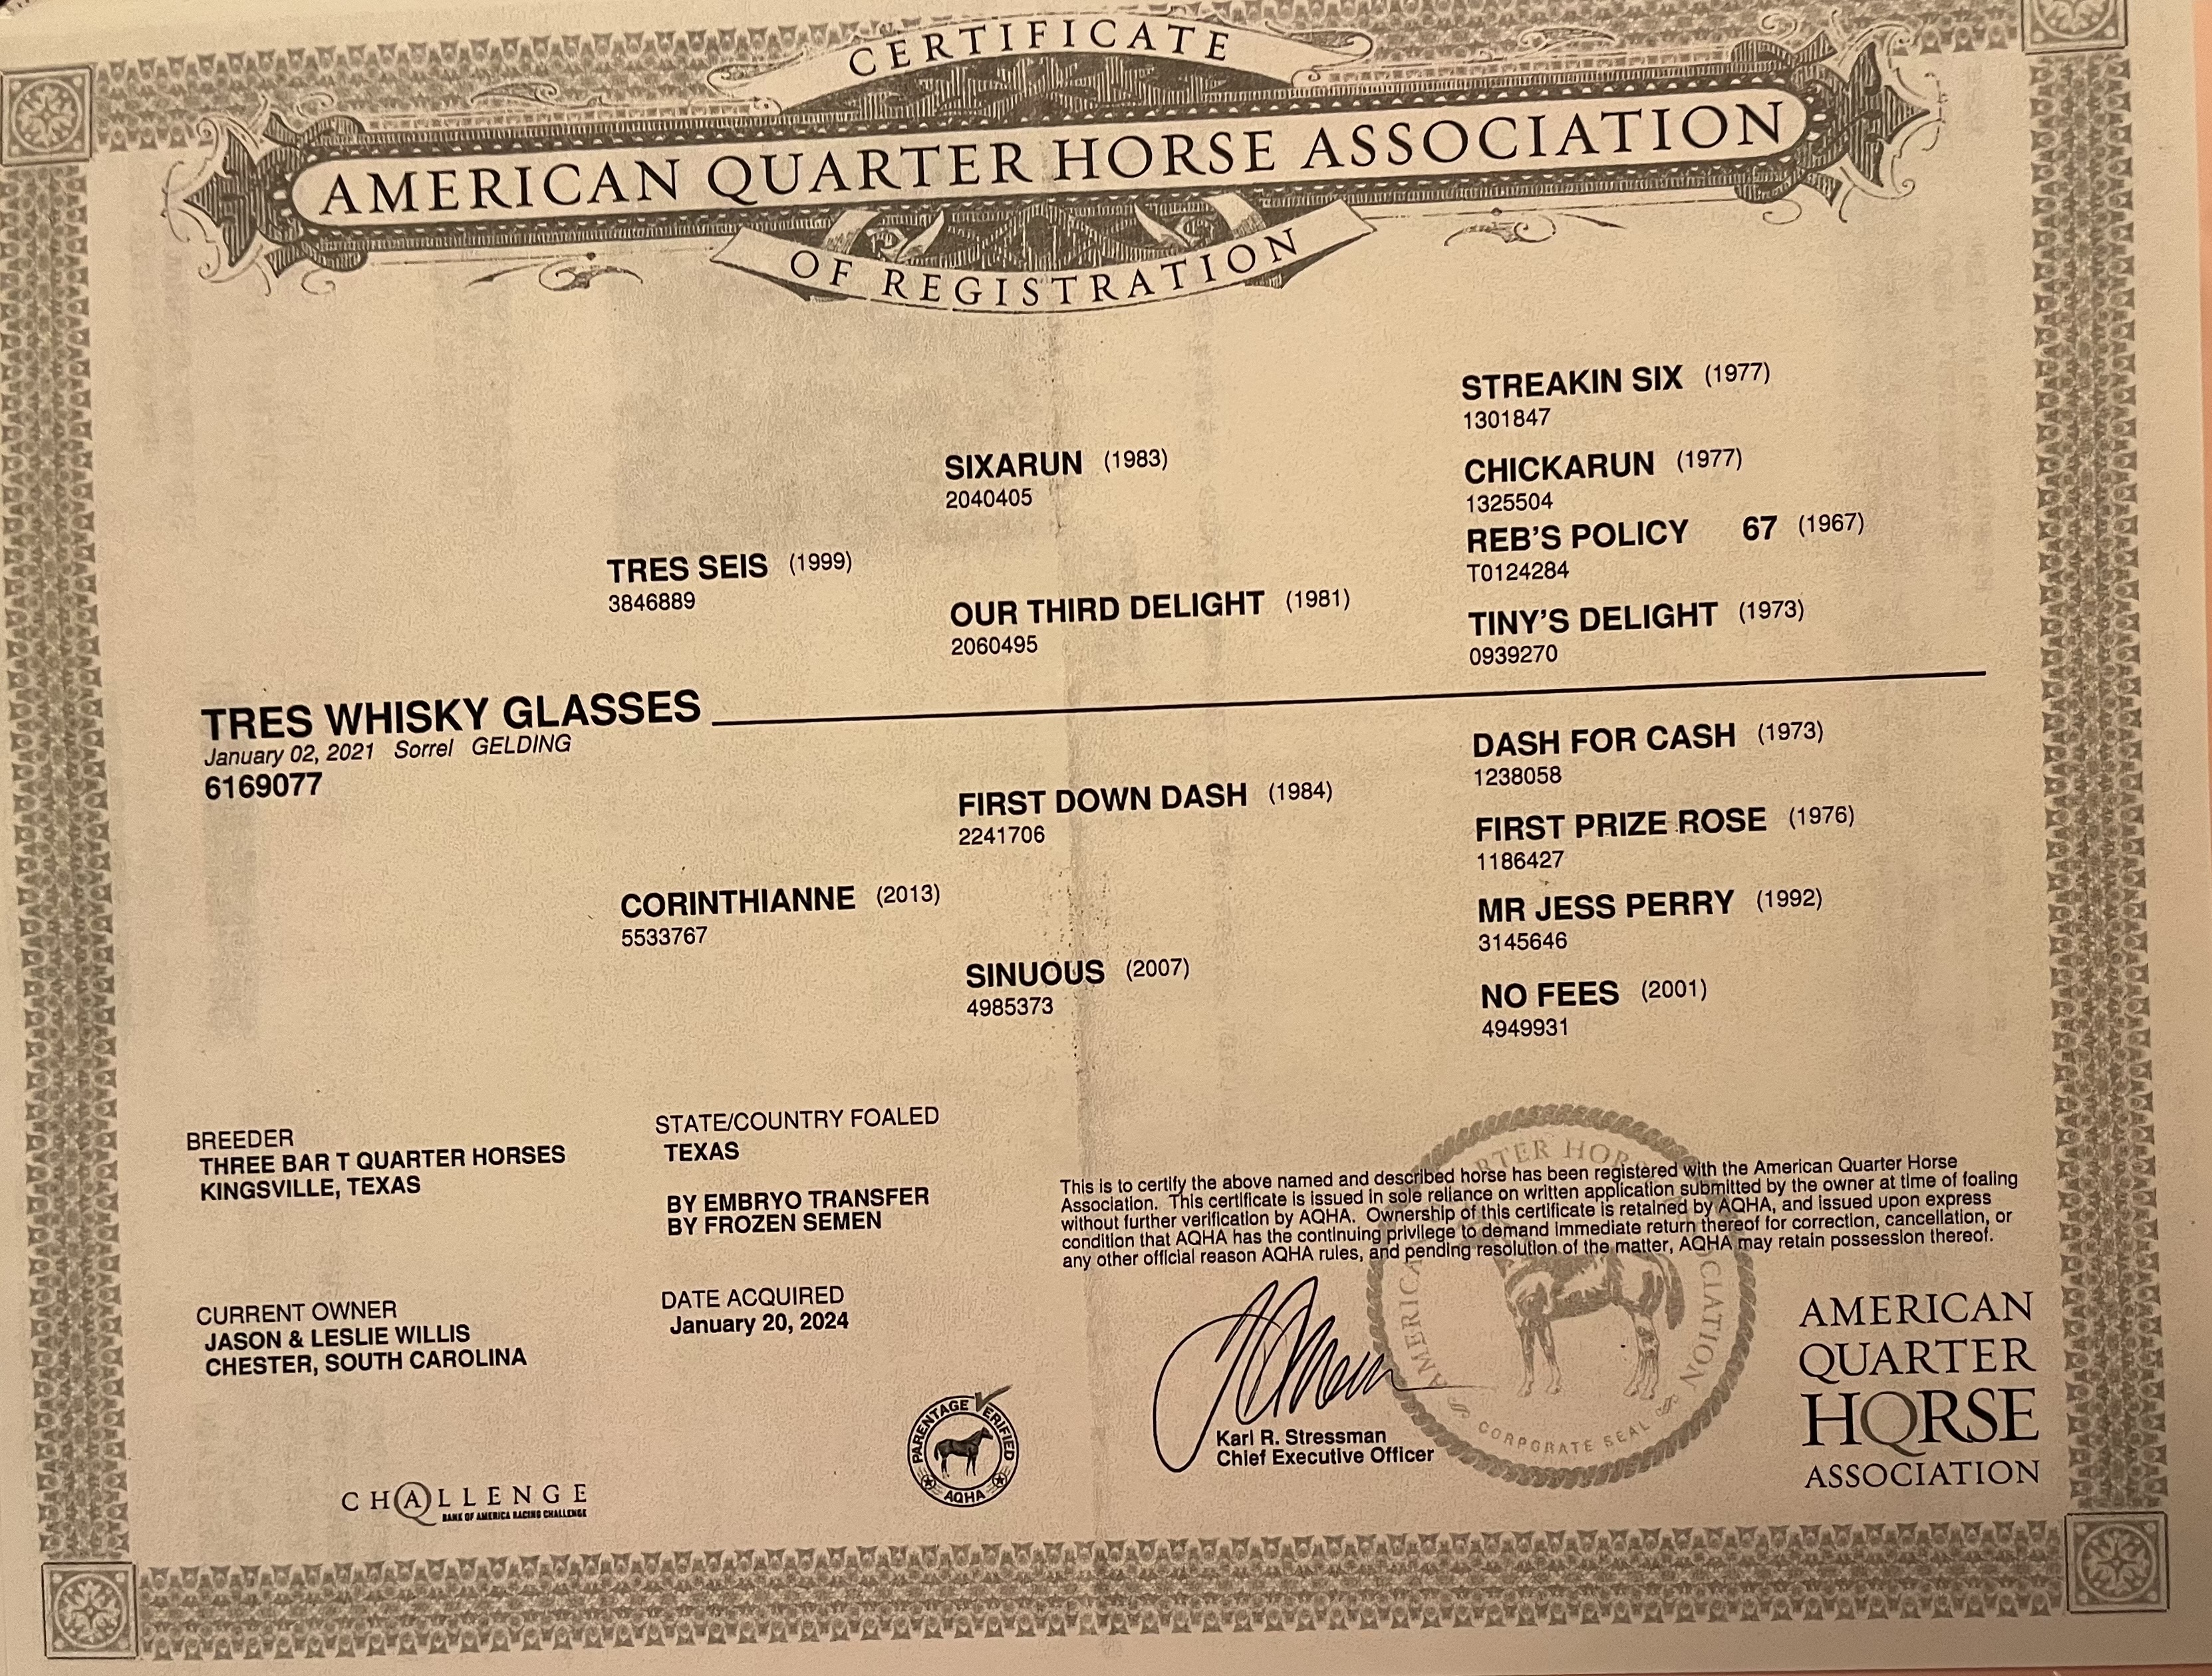 CERTIFICATE
AMERICAN QUARTER HORSE ASSOCIATION
OF REGISTRATION
STREAKIN SIX (1977)
1301847
SIXARUN (1983)
2040405
CHICKARUN (1977)
1325504
TRES SEIS (1999)
3846889
REB'S POLICY 67 (1967)
T0124284
OUR THIRD DELIGHT (1981)
2060495
TINY'S DELIGHT (1973)
0939270
TRES WHISKY GLASSES
January 02, 2021 Sorrel GELDING
6169077
DASH FOR CASH (1973)
1238058
FIRST DOWN DASH (1984)
2241706
FIRST PRIZE ROSE (1976)
1186427
CORINTHIANNE (2013)
5533767
MR JESS PERRY (1992)
3145646
SINUOUS (2007)
4985373
NO FEES (2001)
4949931
BREEDER
THREE BAR T QUARTER HORSES
KINGSVILLE, TEXAS
STATE/COUNTRY FOALED
TEXAS
BY EMBRYO TRANSFER
BY FROZEN SEMEN
This is to certify the above named and described horse has been registered with the American Quarter Horse
Association. This certificate is issued in sole reliance on written application submitted by the owner at time of foaling
without further verification by AQHA. Ownership of this certificate is retained by AQHA, and issued upon express
condition that AQHA has the continuing privilege to demand immediate return thereof for correction, cancellation, or
any other official reason AQHA rules, and pending resolution of the matter, AQHA may retain possession thereof.
CURRENT OWNER
JASON & LESLIE WILLIS
CHESTER, SOUTH CAROLINA
DATE ACQUIRED
January 20, 2024
Karl R. Stressman
Chief Executive Officer
CORPORATE SEAL
AMERICAN
QUARTER
HORSE
ASSOCIATION
PARENTAGE VERIFIED
AQHA
CHALLENGE
BANK OF AMERICA RACING CHALLENGE